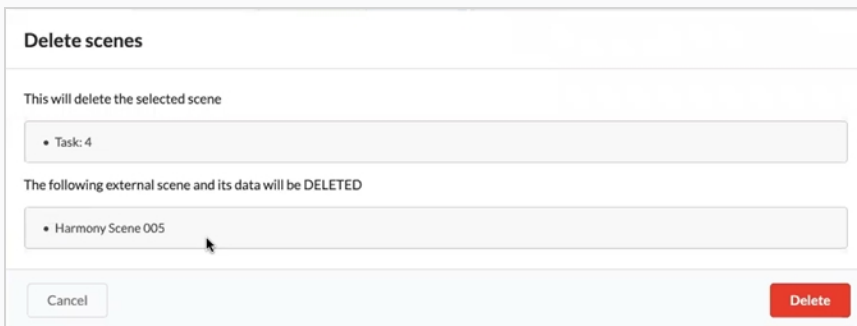 Delete scenes
This will delete the selected scene
• Task: 4
The following external scene and its data will be DELETED
• Harmony Scene 005
Cancel
Delete